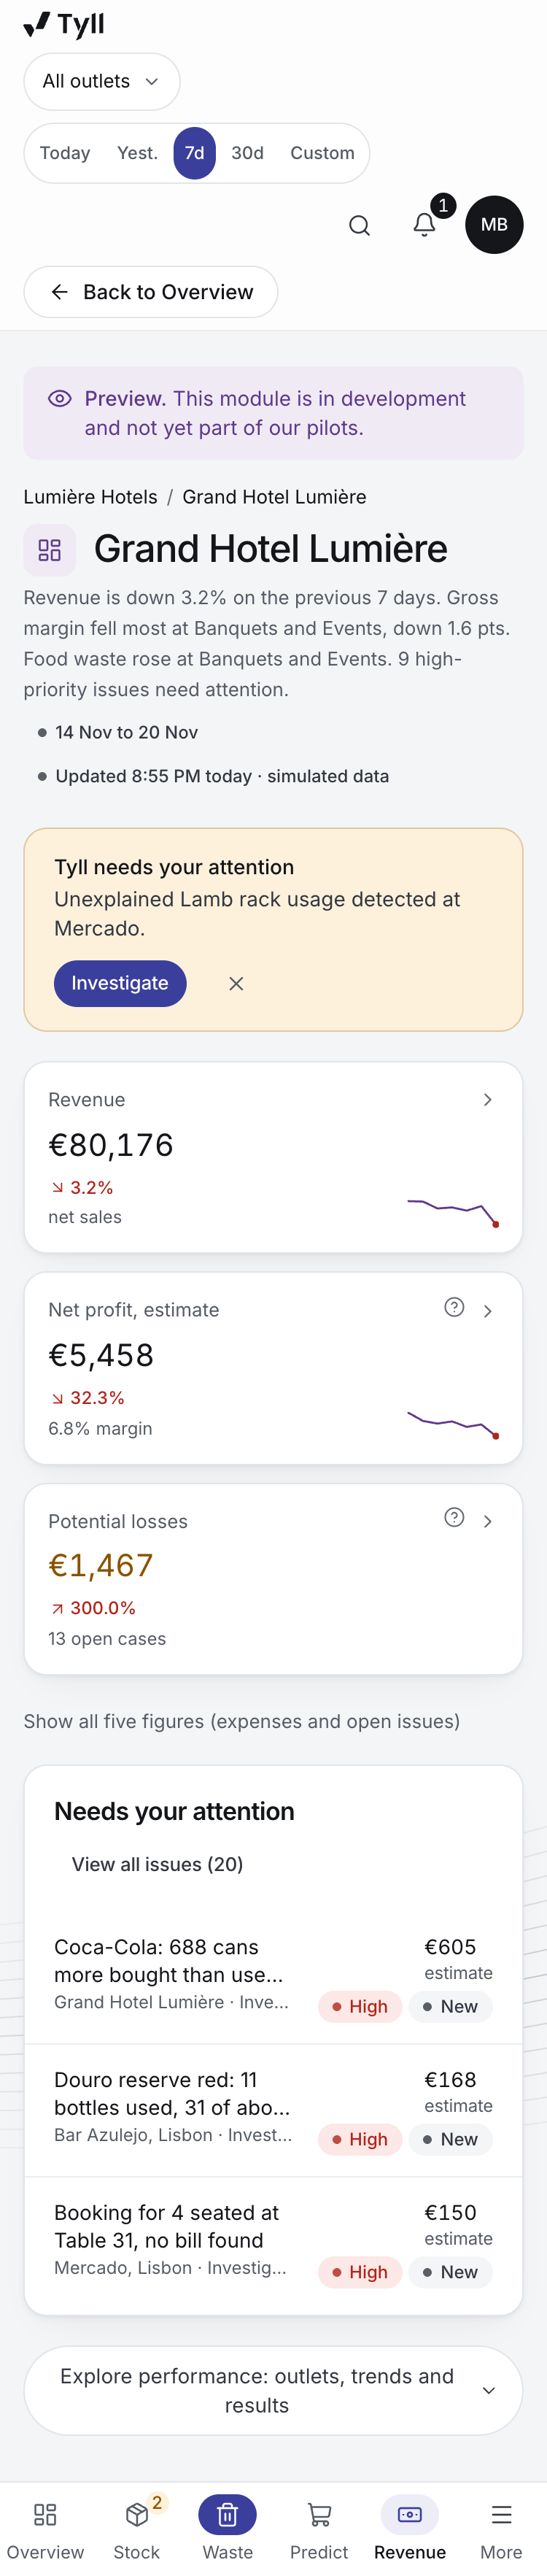 Tyll
All outlets
Today Yest. 7d 30d Custom
1
MB
Back to Overview
Preview. This module is in development
and not yet part of our pilots.
Lumière Hotels / Grand Hotel Lumière
Grand Hotel Lumière
Revenue is down 3.2% on the previous 7 days. Gross
margin fell most at Banquets and Events, down 1.6 pts.
Food waste rose at Banquets and Events. 9 high-
priority issues need attention.
14 Nov to 20 Nov
Updated 8:55 PM today · simulated data
Tyll needs your attention
Unexplained Lamb rack usage detected at
Mercado.
Investigate
Revenue
€80,176
3.2%
net sales
Net profit, estimate
€5,458
32.3%
6.8% margin
Potential losses
€1,467
300.0%
13 open cases
Show all five figures (expenses and open issues)
Needs your attention
View all issues (20)
Coca-Cola: 688 cans
more bought than use...
Grand Hotel Lumière · Inve...
€605
estimate
High New
Douro reserve red: 11
bottles used, 31 of abo...
Bar Azulejo, Lisbon · Invest...
€168
estimate
High New
Booking for 4 seated at
Table 31, no bill found
Mercado, Lisbon · Investig...
€150
estimate
High New
Explore performance: outlets, trends and
results
2
Overview Stock Waste Predict Revenue More